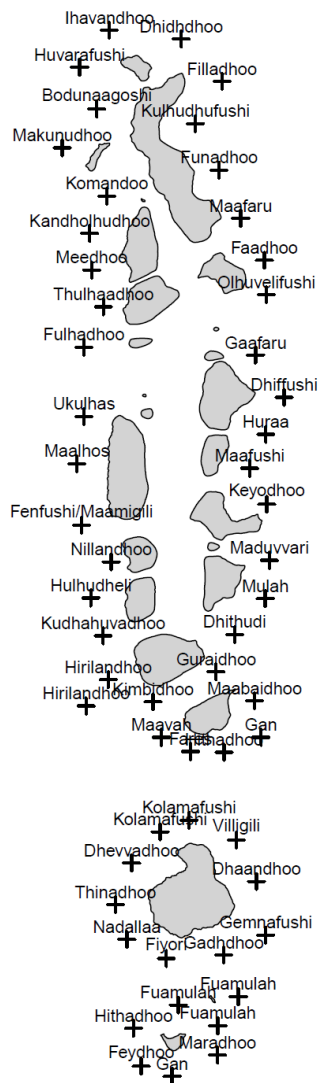 Ihavandhoo
Dhidhdhoo
Huvarafushi
Filladhoo
Bodunaagoshi
Kulhudhufushi
Makunudhoo
Funadhoo
Komandoo
Maafaru
Kandholhudhoo
Faadhoo
Meedhoo
Olhuvelifushi
Thulhaadhoo
Fulhadhoo
Gaafaru
Dhiffushi
Ukulhas
Huraa
Maalhos
Maafushi
Keyodhoo
Fenfushi/Maamigili
Maduvvari
Nillandhoo
Mulah
Hulhudheli
Dhithudi
Kudhahuvadhoo
Guraidhoo
Hirilandhoo
Maabaidhoo
Kimbidhoo
Hirilandhoo
Gan
Maavah
Kolamafushi
Kolamafushi
Villigili
Dhevvadhoo
Dhaandhoo
Thinadhoo
Gemnafushi
Nadallaa
Gadhdhoo
Fiyori
Fuamulah
Fuamulah
Fuamulah
Hithadhoo
Maradhoo
Feydhoo
Gan